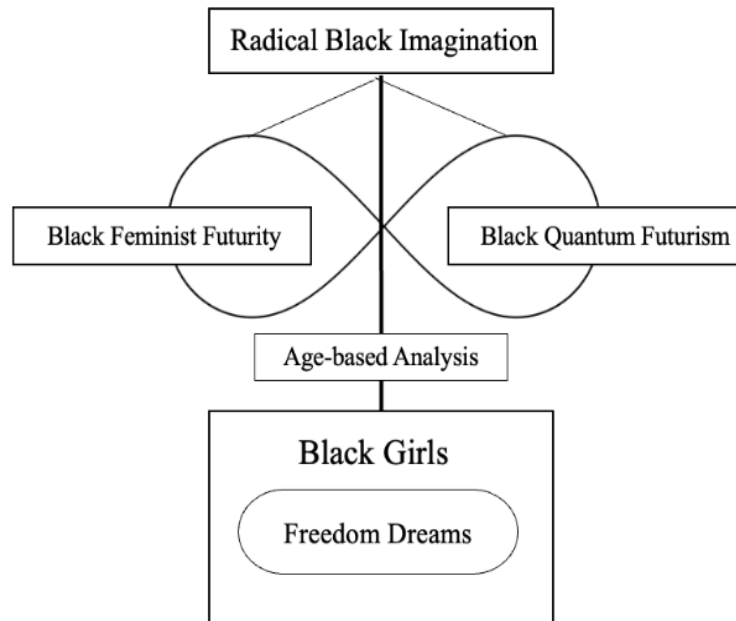 Radical Black Imagination
Black Feminist Futurity
Black Quantum Futurism
Age-based Analysis
Black Girls
Freedom Dreams